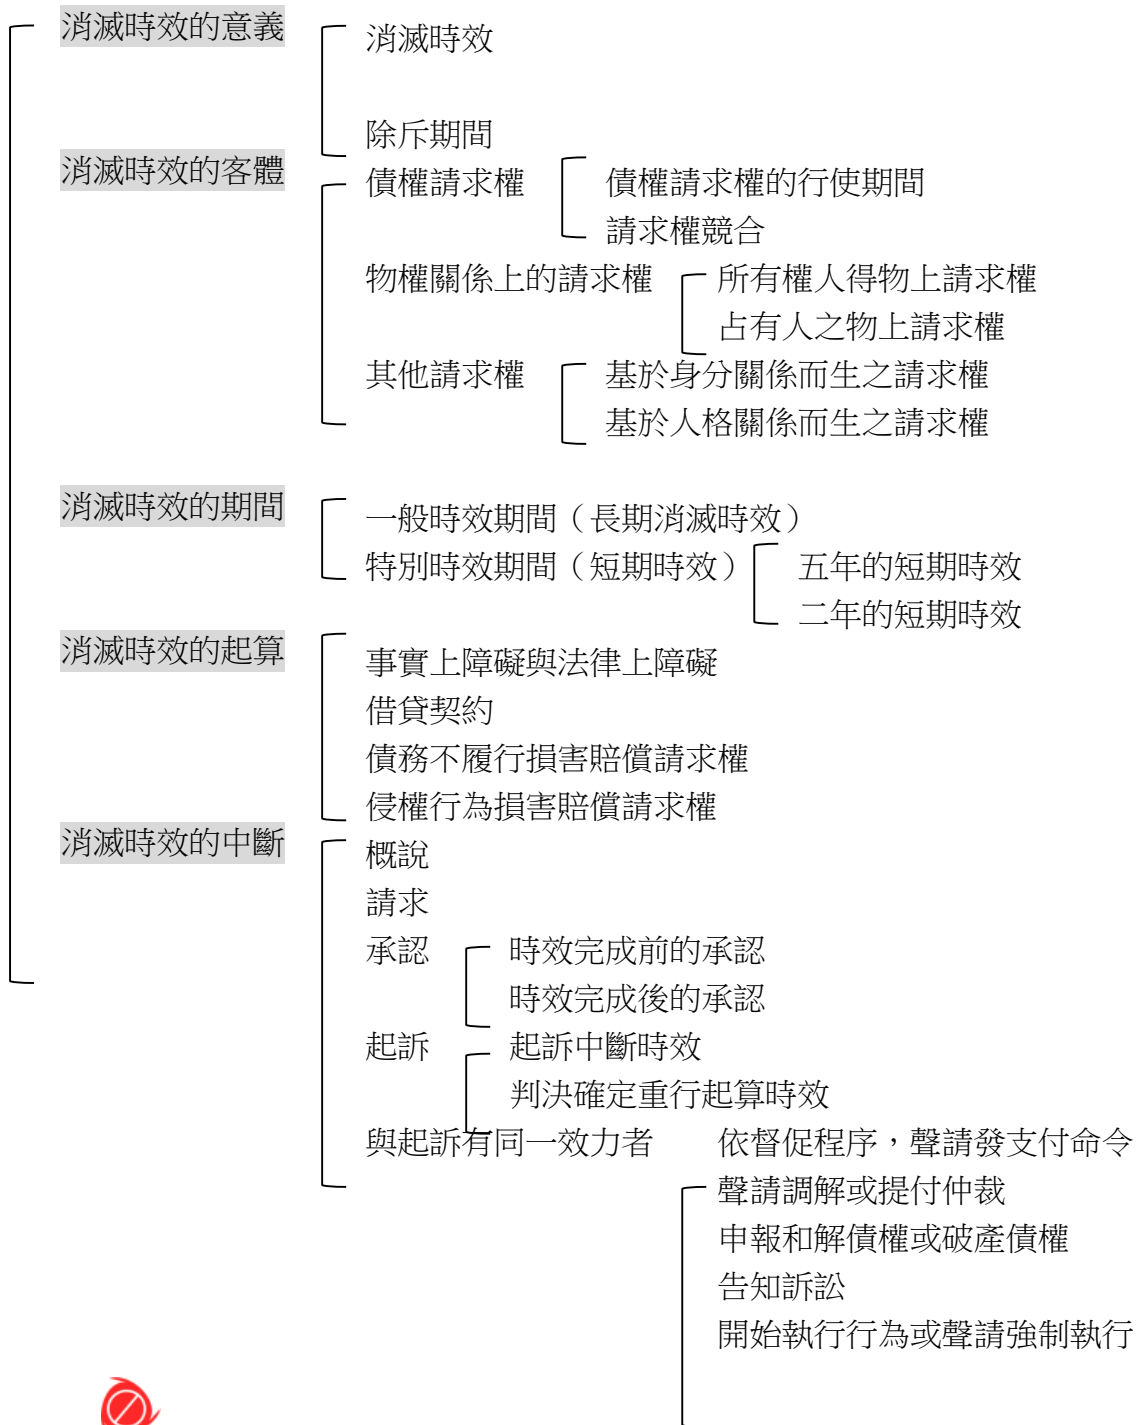 消滅時效的意義 消滅時效
除斥期間
消滅時效的客體
債權請求權 債權請求權的行使期間
請求權競合
物權關係上的請求權 所有權人得物上請求權
占有人之物上請求權
其他請求權 基於身分關係而生之請求權
基於人格關係而生之請求權
消滅時效的期間 一般時效期間（長期消滅時效）
特別時效期間（短期時效） 五年的短期時效
二年的短期時效
消滅時效的起算 事實上障礙與法律上障礙
借貸契約
債務不履行損害賠償請求權
侵權行為損害賠償請求權
消滅時效的中斷 概說
請求
承認 時效完成前的承認
時效完成後的承認
起訴 起訴中斷時效
判決確定重行起算時效
與起訴有同一效力者 依督促程序，聲請發支付命令
聲請調解或提付仲裁
申報和解債權或破產債權
告知訴訟
開始執行行為或聲請強制執行